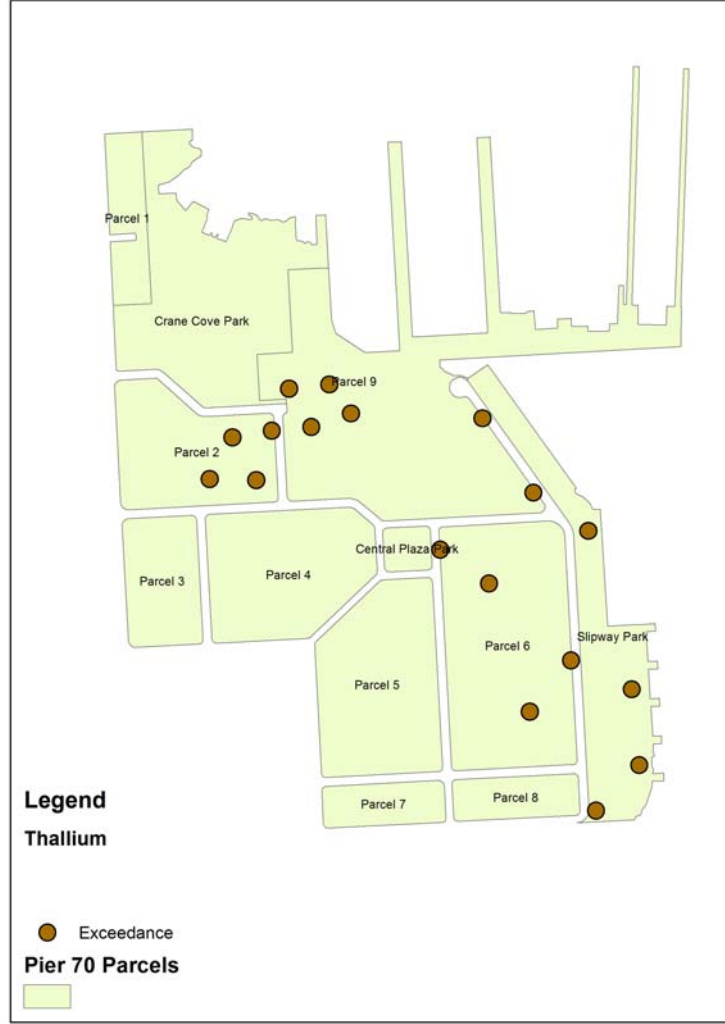 Parcel 1
Crane Cove Park
Parcel 9
Parcel 2
Central Plaza Park
Parcel 3
Parcel 4
Slipway Park
Parcel 6
Parcel 5
Parcel 7
Parcel 8
Legend
Thallium
Exceedance
Pier 70 Parcels